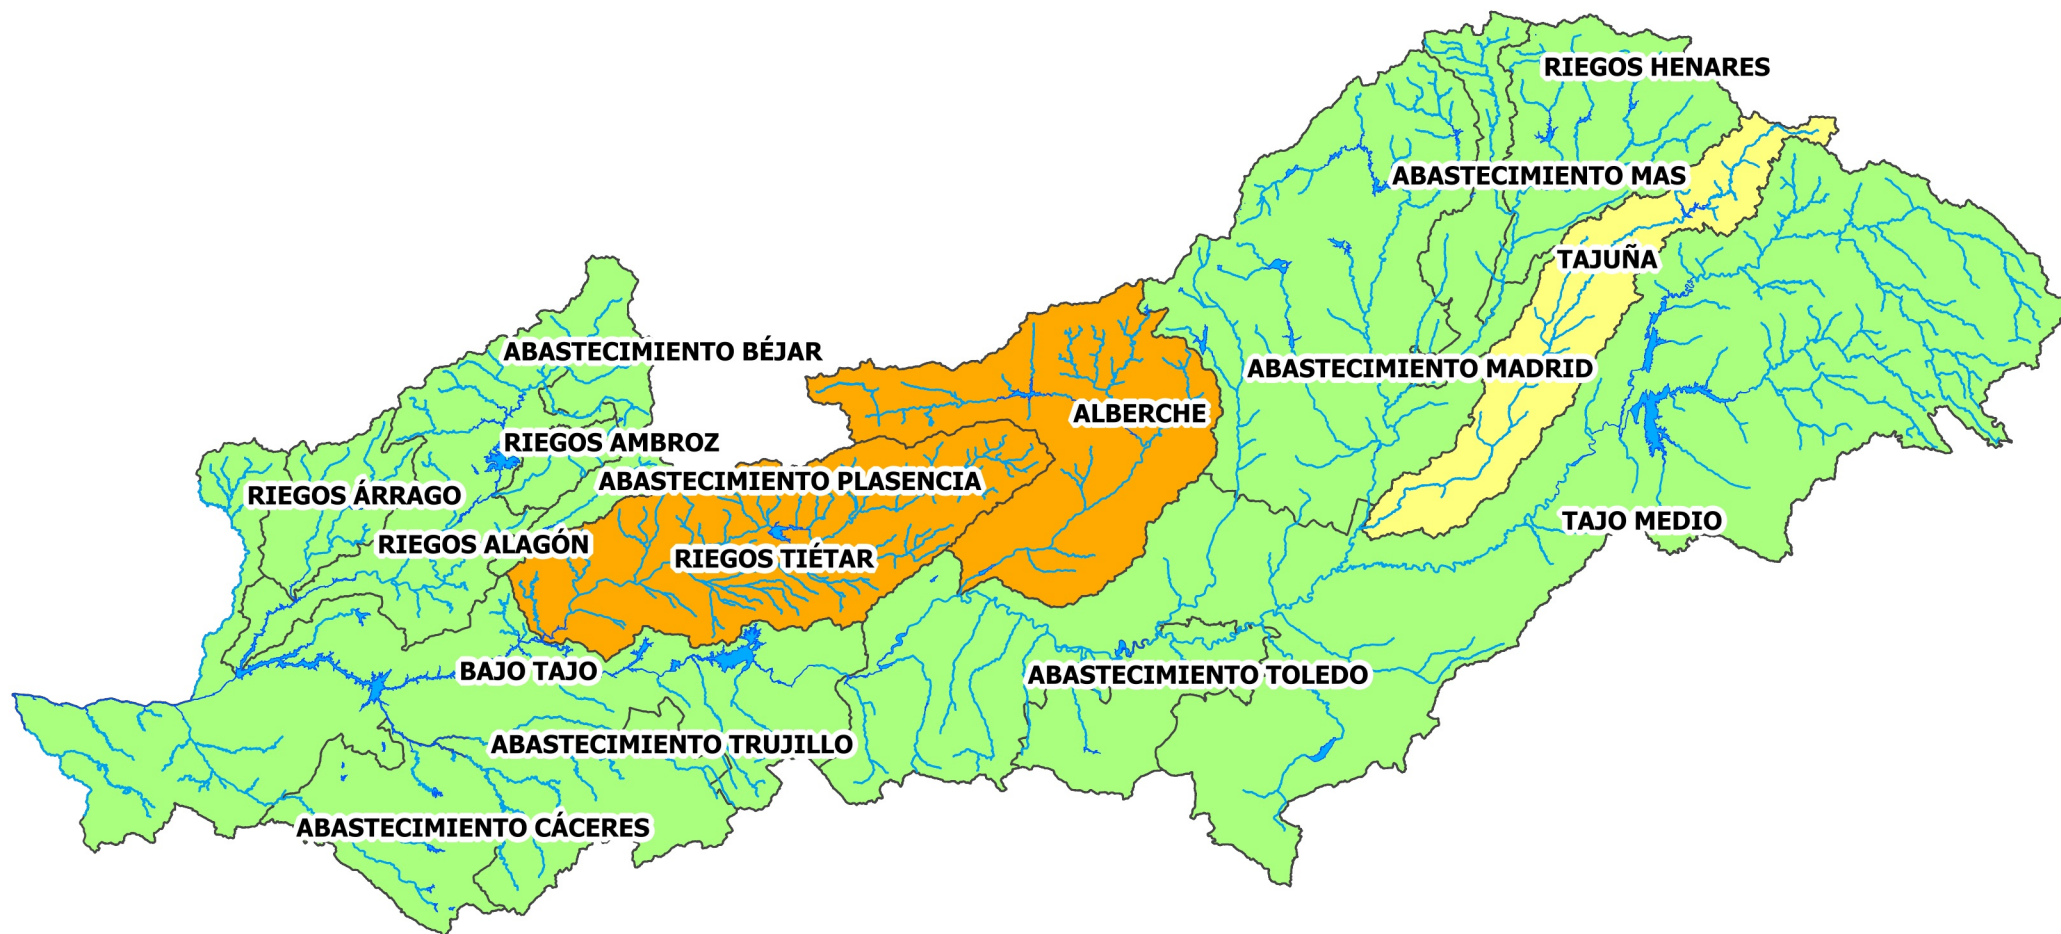 RIEGOS HENARES
ABASTECIMIENTO MAS
TAJUÑA
ABASTECIMIENTO BÉJAR
ABASTECIMIENTO MADRID
ALBERCHE
RIEGOS AMBROZ
ABASTECIMIENTO PLASENCIA
RIEGOS ÁRRAGO
TAJO MEDIO
RIEGOS ALAGÓN
RIEGOS TIÉTAR
BAJO TAJO
ABASTECIMIENTO TOLEDO
ABASTECIMIENTO TRUJILLO
ABASTECIMIENTO CÁCERES